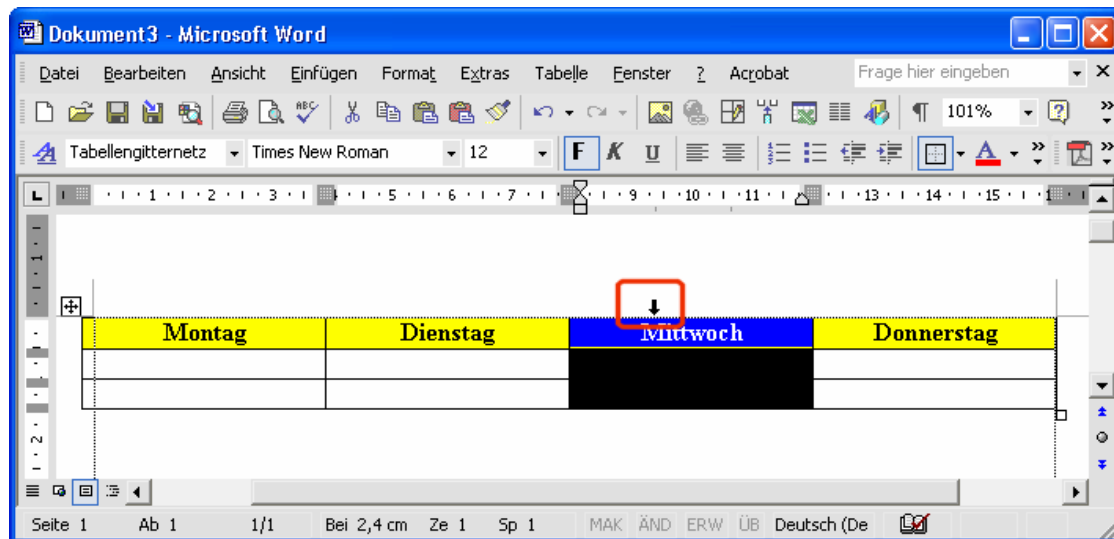 Dokument3 - Microsoft Word
Datei Bearbeiten Ansicht Einfügen Format Extras Tabelle Fenster ? Acrobat Frage hier eingeben
ABC ¶ 101%
Tabellengitternetz Times New Roman 12 F K U A
L 1 2 3 5 6 7 9 10 11 13 14 15
1
Montag Dienstag Mittwoch Donnerstag
2
Seite 1 Ab 1 1/1 Bei 2,4 cm Ze 1 Sp 1 MAK ÄND ERW ÜB Deutsch (De